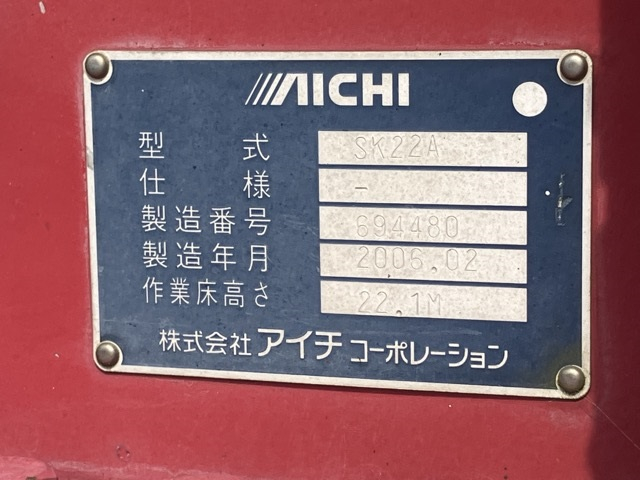 AICHI
型式 SK22A
仕様 -
製造番号 694480
製造年月 2006.02
作業床高さ 22.1M
株式会社アイチコーポレーション